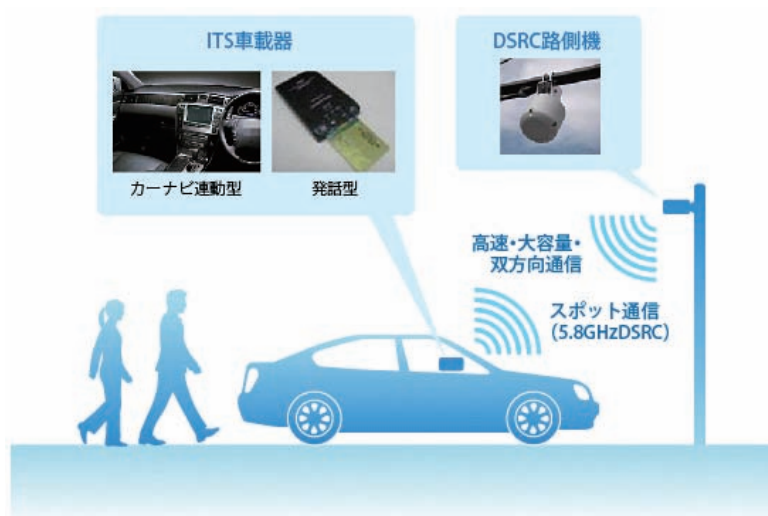 ITS車載器
カーナビ連動型
発話型
DSRC路側機
高速・大容量・
双方向通信
スポット通信
(5.8GHzDSRC)